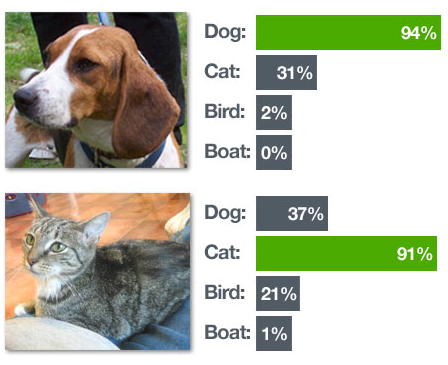 Dog: 94%
Cat: 31%
Bird: 2%
Boat: 0%
Dog: 37%
Cat: 91%
Bird: 21%
Boat: 1%